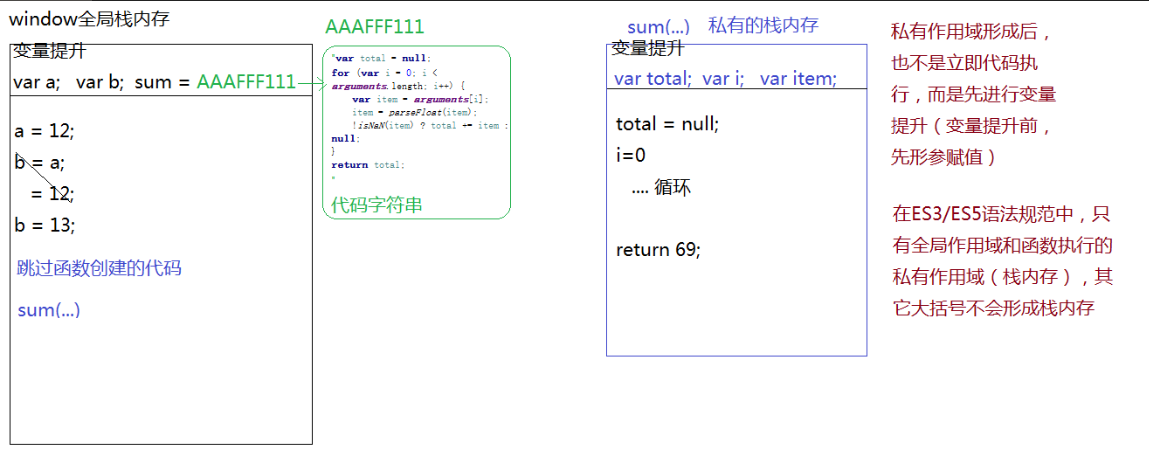 window全局栈内存
变量提升
var a; var b; sum = AAAFFF111
a = 12;
b = a;
= 12;
b = 13;
跳过函数创建的代码
sum(...)
AAAFFF111
"var total = null;
for (var i = 0; i <
arguments.length; i++) {
var item = arguments[i];
item = parseFloat(item);
!isNaN(item) ? total += item :
null;
}
return total;
"
代码字符串
sum(...) 私有的栈内存
变量提升
var total; var i; var item;
total = null;
i=0
.... 循环
return 69;
私有作用域形成后，
也不是立即代码执
行，而是先进行变量
提升（变量提升前，
先形参赋值）
在ES3/ES5语法规范中，只
有全局作用域和函数执行的
私有作用域（栈内存），其
它大括号不会形成栈内存